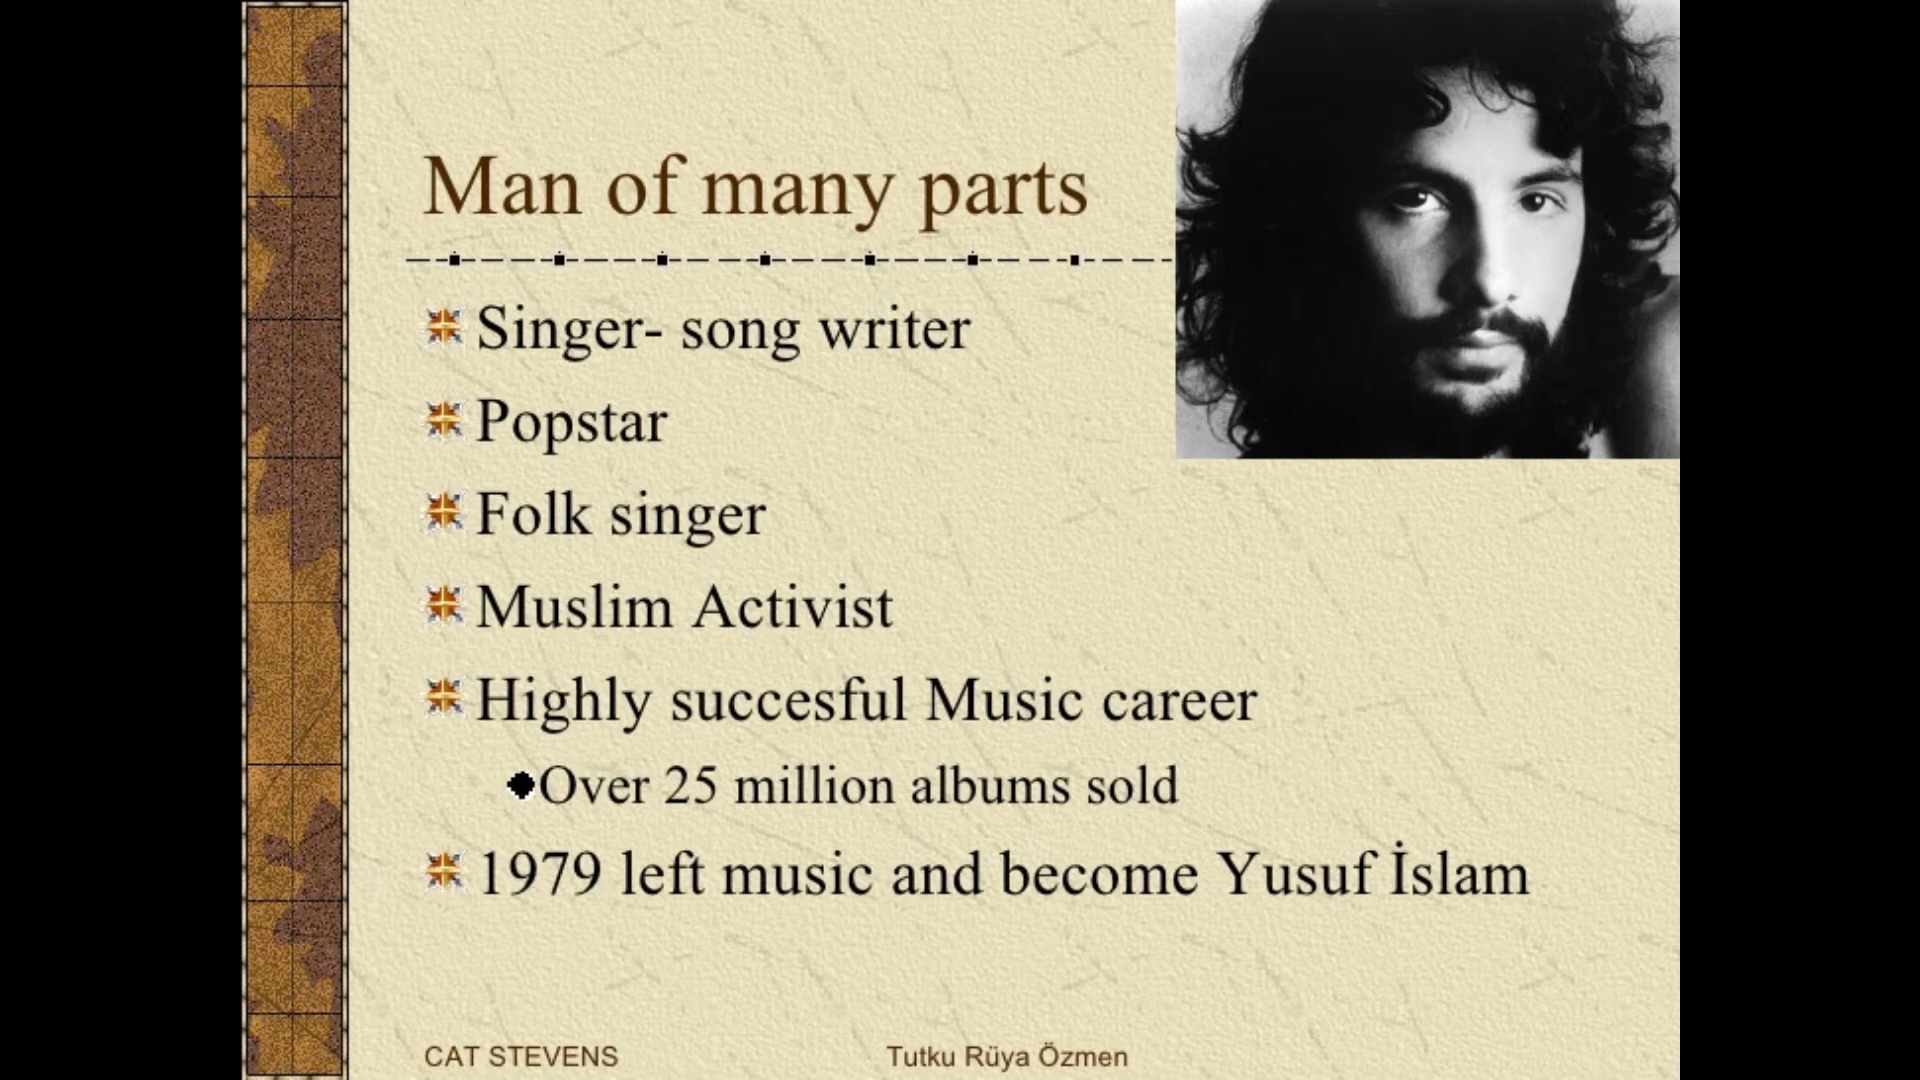 Man of many parts
Singer- song writer
Popstar
Folk singer
Muslim Activist
Highly succesful Music career
Over 25 million albums sold
1979 left music and become Yusuf İslam
CAT STEVENS
Tutku Rüya Özmen